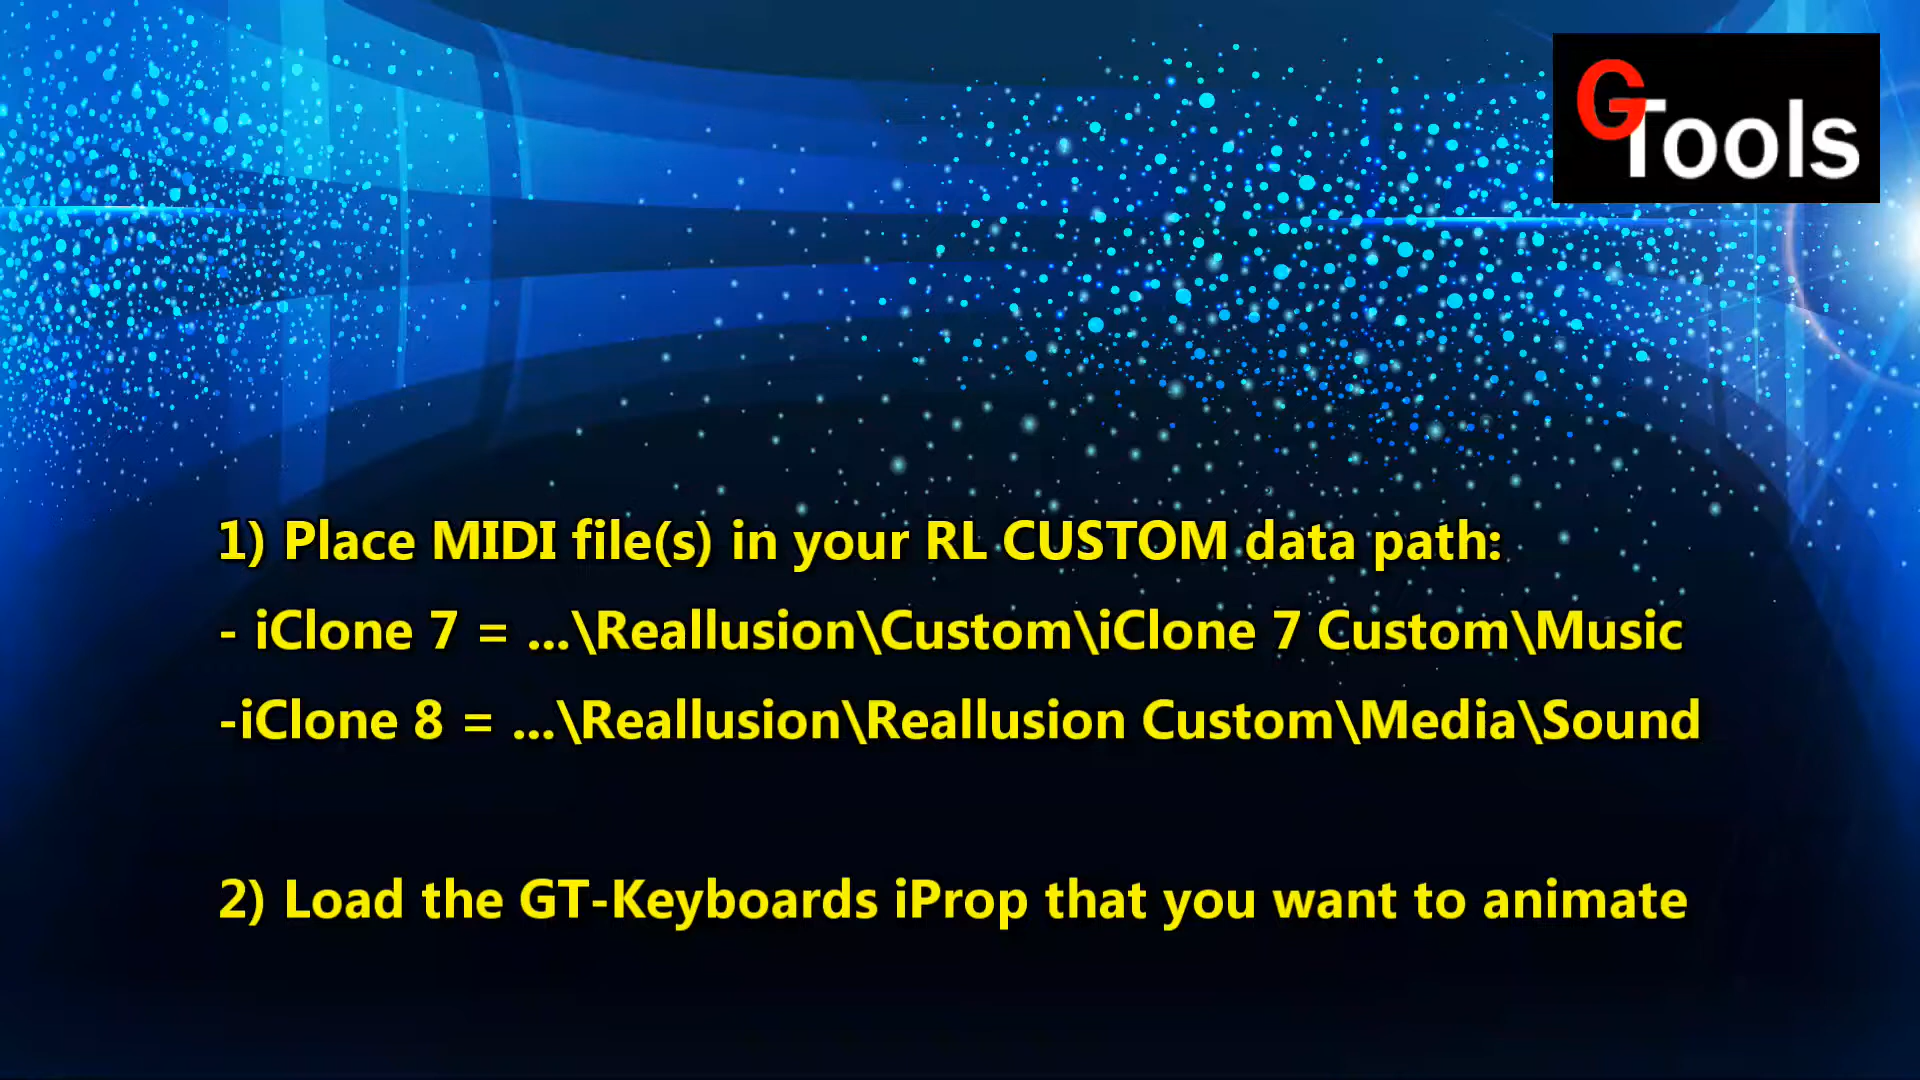 GTools
1) Place MIDI file(s) in your RL CUSTOM data path:
- iClone 7 = ...\Reallusion\Custom\iClone 7 Custom\Music
-iClone 8 = ...\Reallusion\Reallusion Custom\Media\Sound
2) Load the GT-Keyboards iProp that you want to animate